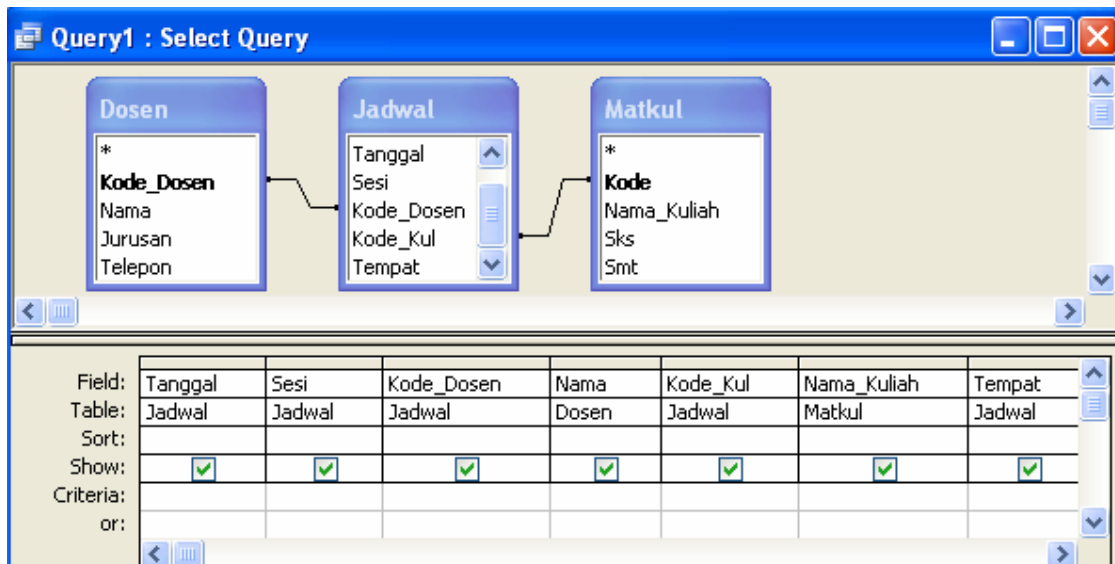 Query1 : Select Query
Dosen
*
Kode_Dosen
Nama
Jurusan
Telepon
Jadwal
Tanggal
Sesi
Kode_Dosen
Kode_Kul
Tempat
Matkul
*
Kode
Nama_Kuliah
Sks
Smt
Field: Tanggal Sesi Kode_Dosen Nama Kode_Kul Nama_Kuliah Tempat
Table: Jadwal Jadwal Jadwal Dosen Jadwal Matkul Jadwal
Sort:
Show:
Criteria:
or: